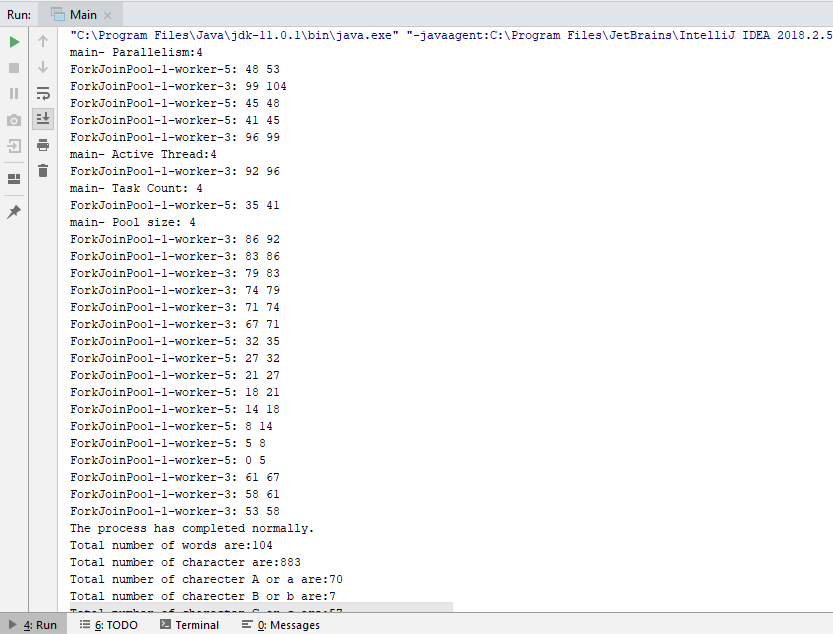 Run: Main
"C:\Program Files\Java\jdk-11.0.1\bin\java.exe" "-javaagent:C:\Program Files\JetBrains\IntelliJ IDEA 2018.2.5
main- Parallelism:4
ForkJoinPool-1-worker-5: 48 53
ForkJoinPool-1-worker-3: 99 104
ForkJoinPool-1-worker-5: 45 48
ForkJoinPool-1-worker-5: 41 45
ForkJoinPool-1-worker-3: 96 99
main- Active Thread:4
ForkJoinPool-1-worker-3: 92 96
main- Task Count: 4
ForkJoinPool-1-worker-5: 35 41
main- Pool size: 4
ForkJoinPool-1-worker-3: 86 92
ForkJoinPool-1-worker-3: 83 86
ForkJoinPool-1-worker-3: 79 83
ForkJoinPool-1-worker-3: 74 79
ForkJoinPool-1-worker-3: 71 74
ForkJoinPool-1-worker-3: 67 71
ForkJoinPool-1-worker-5: 32 35
ForkJoinPool-1-worker-5: 27 32
ForkJoinPool-1-worker-5: 21 27
ForkJoinPool-1-worker-5: 18 21
ForkJoinPool-1-worker-5: 14 18
ForkJoinPool-1-worker-5: 8 14
ForkJoinPool-1-worker-5: 5 8
ForkJoinPool-1-worker-5: 0 5
ForkJoinPool-1-worker-3: 61 67
ForkJoinPool-1-worker-3: 58 61
ForkJoinPool-1-worker-3: 53 58
The process has completed normally.
Total number of words are:104
Total number of character are:883
Total number of charecter A or a are:70
Total number of charecter B or b are:7
Total number of charecter C or c are:57
4: Run 6: TODO Terminal 0: Messages